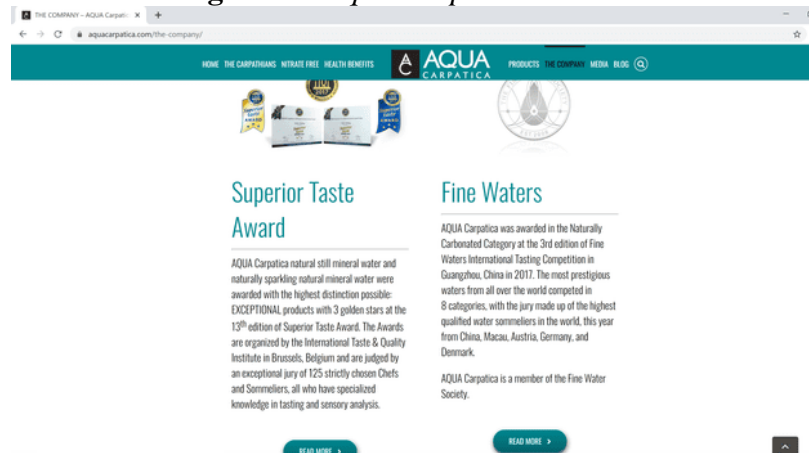 THE COMPANY – AQUA Carpatic
aquacarpatica.com/the-company/
HOME THE CARPATHIANS NITRATE FREE HEALTH BENEFITS
AC AQUA
CARPATICA
PRODUCTS THE COMPANY MEDIA BLOG
2017
Superior Taste
Award
AQUA Carpatica natural still mineral water and
naturally sparkling natural mineral water were
awarded with the highest distinction possible:
EXCEPTIONAL products with 3 golden stars at the
13th edition of Superior Taste Award. The Awards
are organized by the International Taste & Quality
Institute in Brussels, Belgium and are judged by
an exceptional jury of 125 strictly chosen Chefs
and Sommeliers, all who have specialized
knowledge in tasting and sensory analysis.
READ MORE >
Fine Waters
AQUA Carpatica was awarded in the Naturally
Carbonated Category at the 3rd edition of Fine
Waters International Tasting Competition in
Guangzhou, China in 2017. The most prestigious
waters from all over the world competed in
8 categories, with the jury made up of the highest
qualified water sommeliers in the world, this year
from China, Macau, Austria, Germany, and
Denmark.
AQUA Carpatica is a member of the Fine Water
Society.
READ MORE >